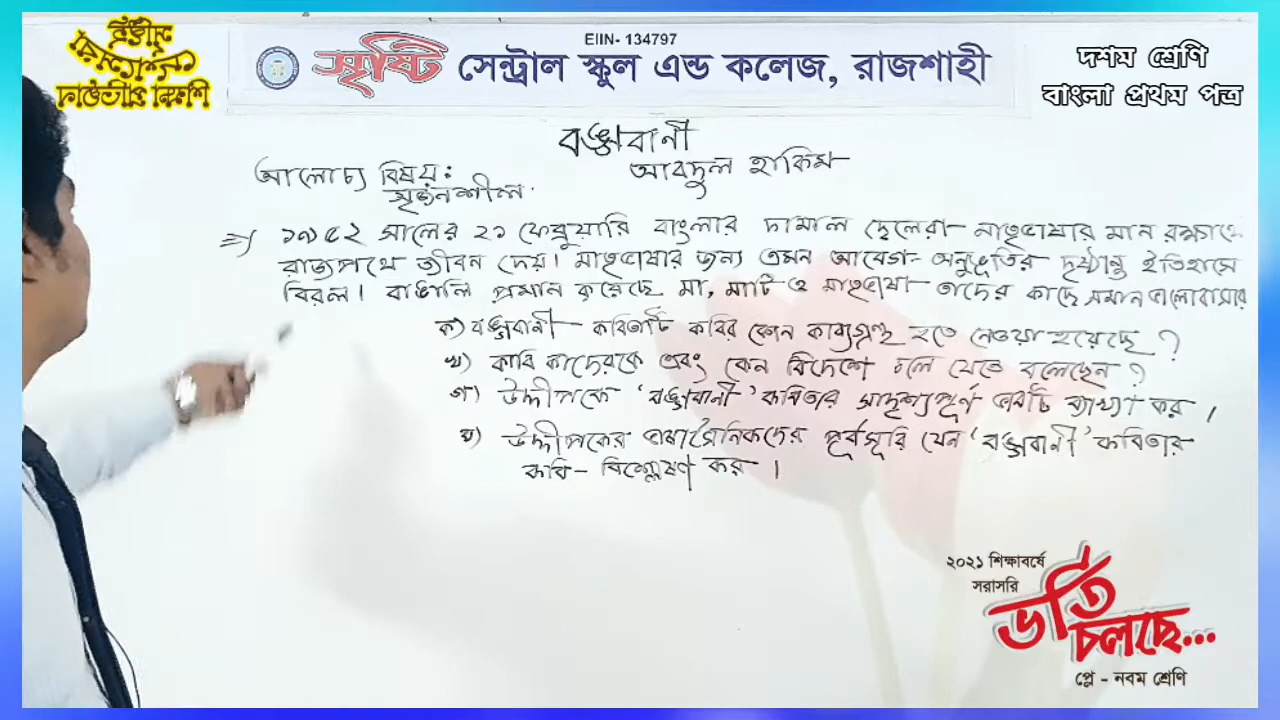 EIIN- 134797
সৃষ্টি সেন্ট্রাল স্কুল এন্ড কলেজ, রাজশাহী
দশম শ্রেণি
বাংলা প্রথম পত্র
বঙ্গবাণী
আবদুল হাকিম
আলোচ্য বিষয়:
সৃজনশীল
=> ১৯৫২ সালের ২১ ফেব্রুয়ারি বাংলার দামাল ছেলেরা মাতৃভাষার মান রক্ষার্থে
রাজপথে জীবন দেয়। মাতৃভাষার জন্য এমন আবেগ-অনুভূতির দৃষ্ঠান্ত ইতিহাসে
বিরল। বাঙালি প্রমান করেছে মা, মাটি ও মাতৃভাষা তাদের কাছে সমান ভালোবাসার
ক) বঙ্গবানী কবিতাটি কবির কোন কাব্যগ্রন্থ হতে নেওয়া হয়েছে ?
খ) কবি কাদেরকে এবং কেন বিদেশে চলে যেতে বলেছেন ?
গ) উদ্দীপকে 'বঙ্গবানী' কবিতার সাদৃশ্যপূর্ণ ব্যাখ্যা কর ।
ঘ) উদ্দীপকের ভাষাসৈনিকদের পূর্বসূরি যেন 'বঙ্গবানী' কবিতার
কবি- বিশ্লেষণ কর ।
২০২১ শিক্ষাবর্ষে
সরাসরি
ভর্তি
চলছে...
প্লে - নবম শ্রেণি